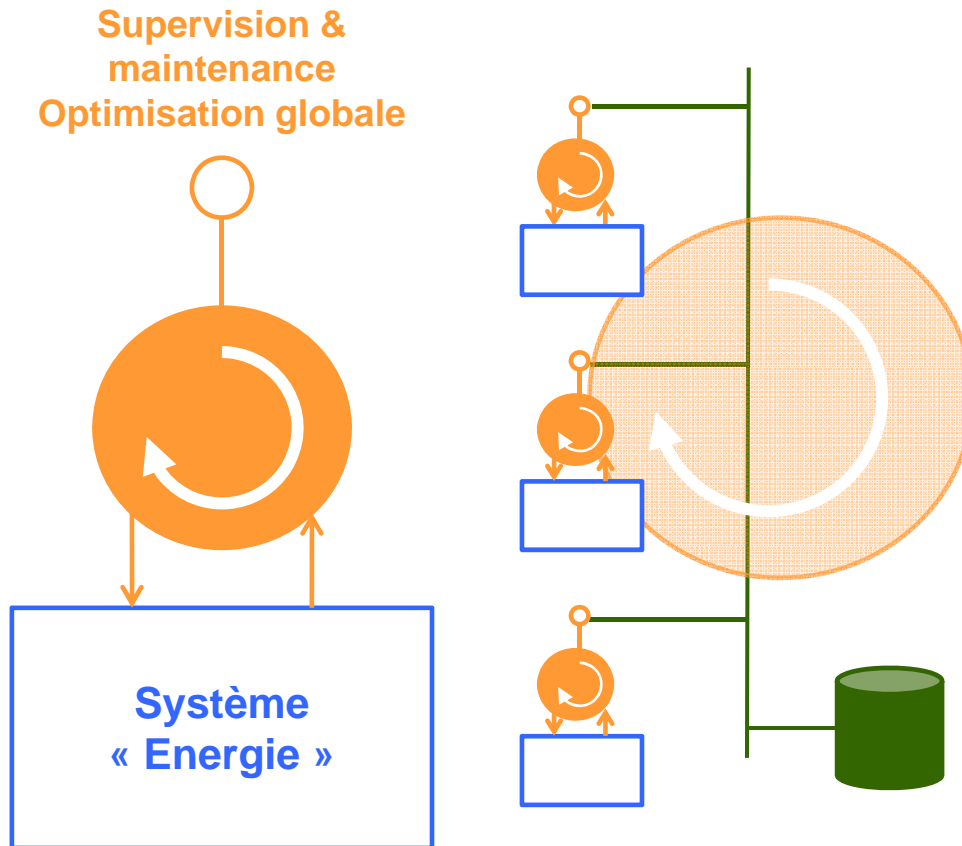 Supervision &
maintenance
Optimisation globale
Système
« Energie »